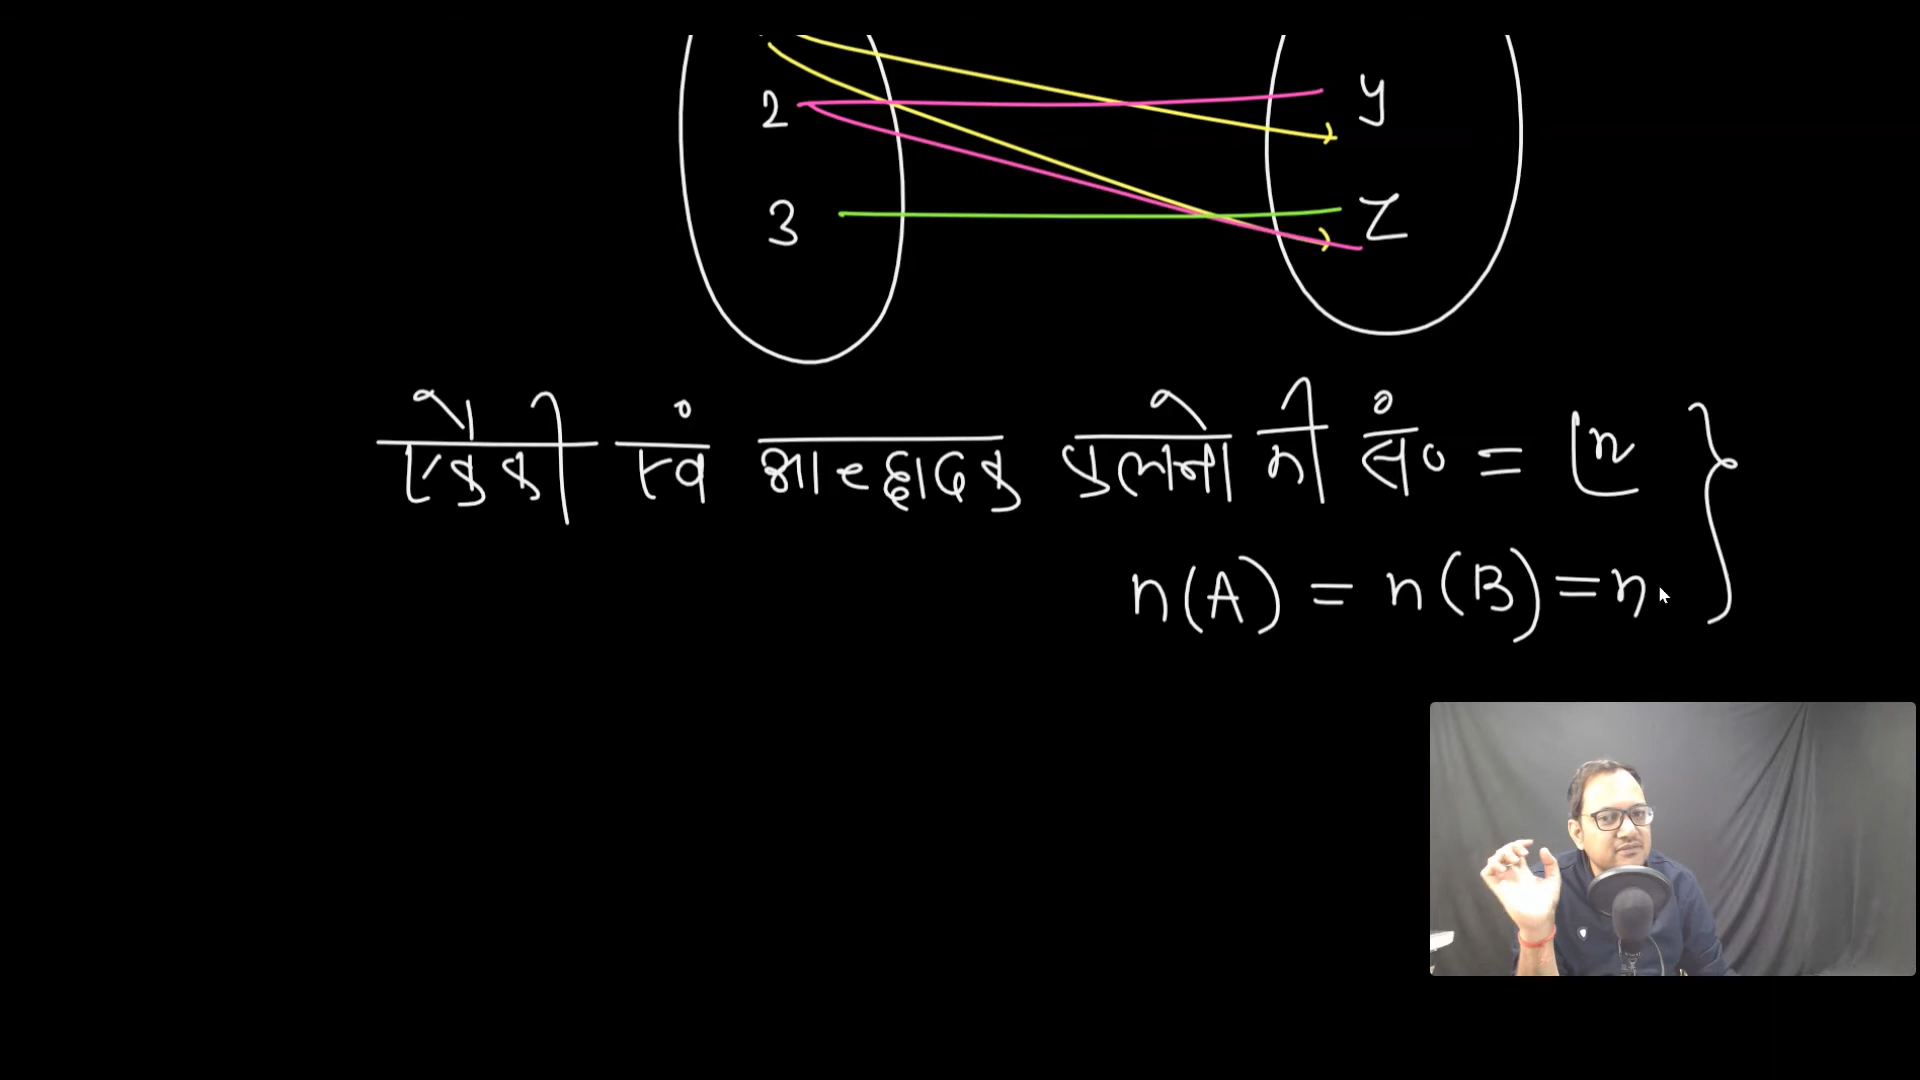 2 y
3 Z
एकैकी एवं आच्छादक फलनों की सं० = ⌊n
n(A) = n(B) = n